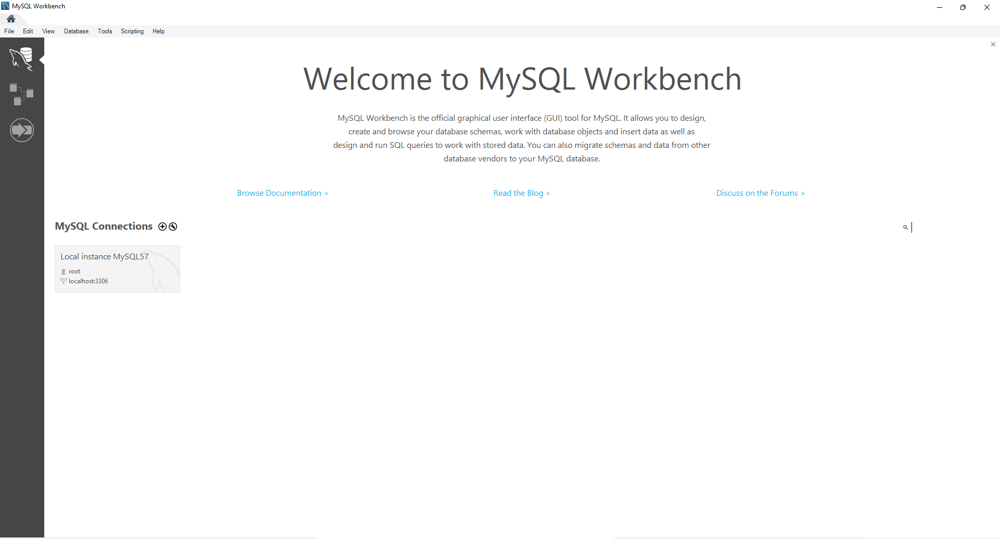 MySQL Workbench
File Edit View Database Tools Scripting Help
Welcome to MySQL Workbench
MySQL Workbench is the official graphical user interface (GUI) tool for MySQL. It allows you to design,
create and browse your database schemas, work with database objects and insert data as well as
design and run SQL queries to work with stored data. You can also migrate schemas and data from other
database vendors to your MySQL database.
Browse Documentation > Read the Blog > Discuss on the Forums >
MySQL Connections
Local instance MySQL57
root
localhost:3306